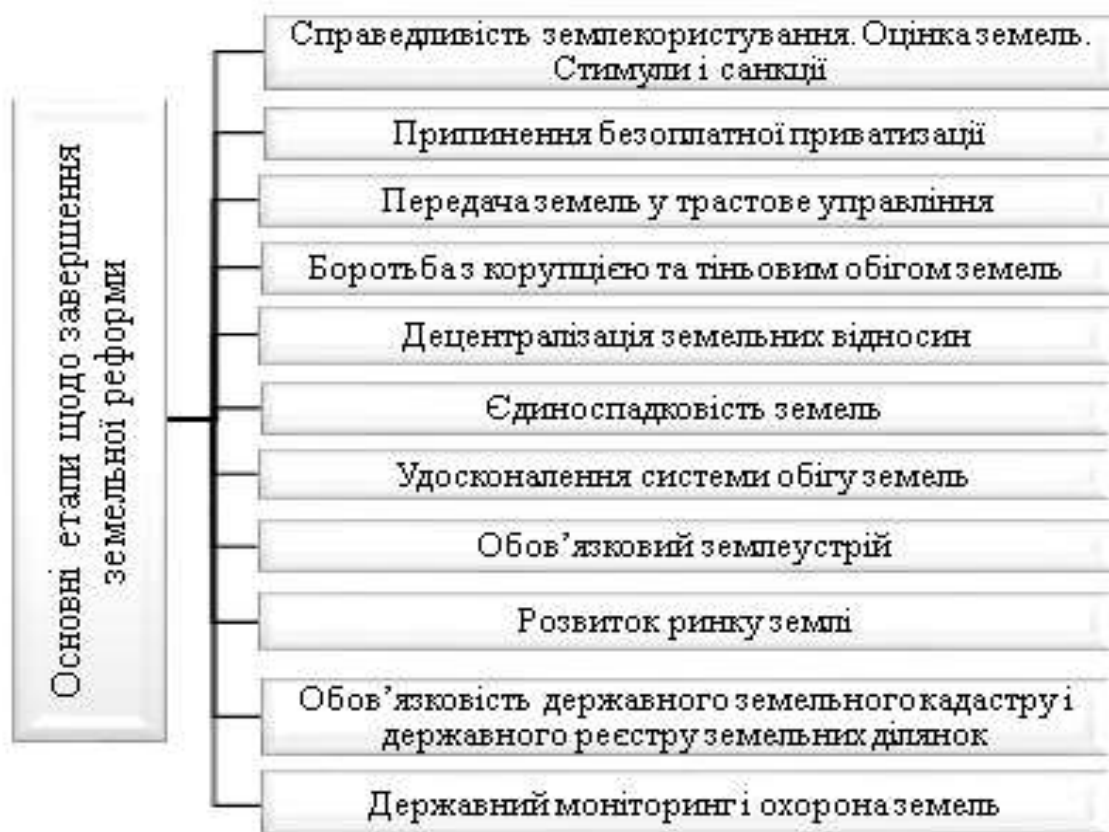 Основні етапи щодо завершення
земельної реформи
Справедливість землекористування. Оцінка земель.
Стимули і санкції
Припинення безоплатної приватизації
Передача земель у трастове управління
Боротьба з корупцією та тіньовим обігом земель
Децентралізація земельних відносин
Єдиноспадковість земель
Удосконалення системи обігу земель
Обов’язковий землеустрій
Розвиток ринку землі
Обов’язковість державного земельного кадастру і
державного реєстру земельних ділянок
Державний моніторинг і охорона земель